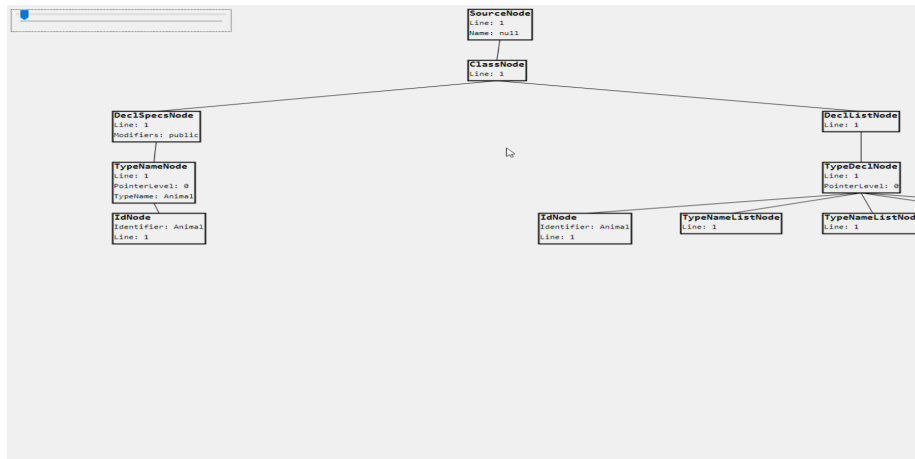 SourceNode
Line: 1
Name: null
ClassNode
Line: 1
DeclSpecsNode
Line: 1
Modifiers: public
DeclListNode
Line: 1
TypeNameNode
Line: 1
PointerLevel: 0
TypeName: Animal
TypeDeclNode
Line: 1
PointerLevel: 0
IdNode
Identifier: Animal
Line: 1
IdNode
Identifier: Animal
Line: 1
TypeNameListNode
Line: 1
TypeNameListNod
Line: 1